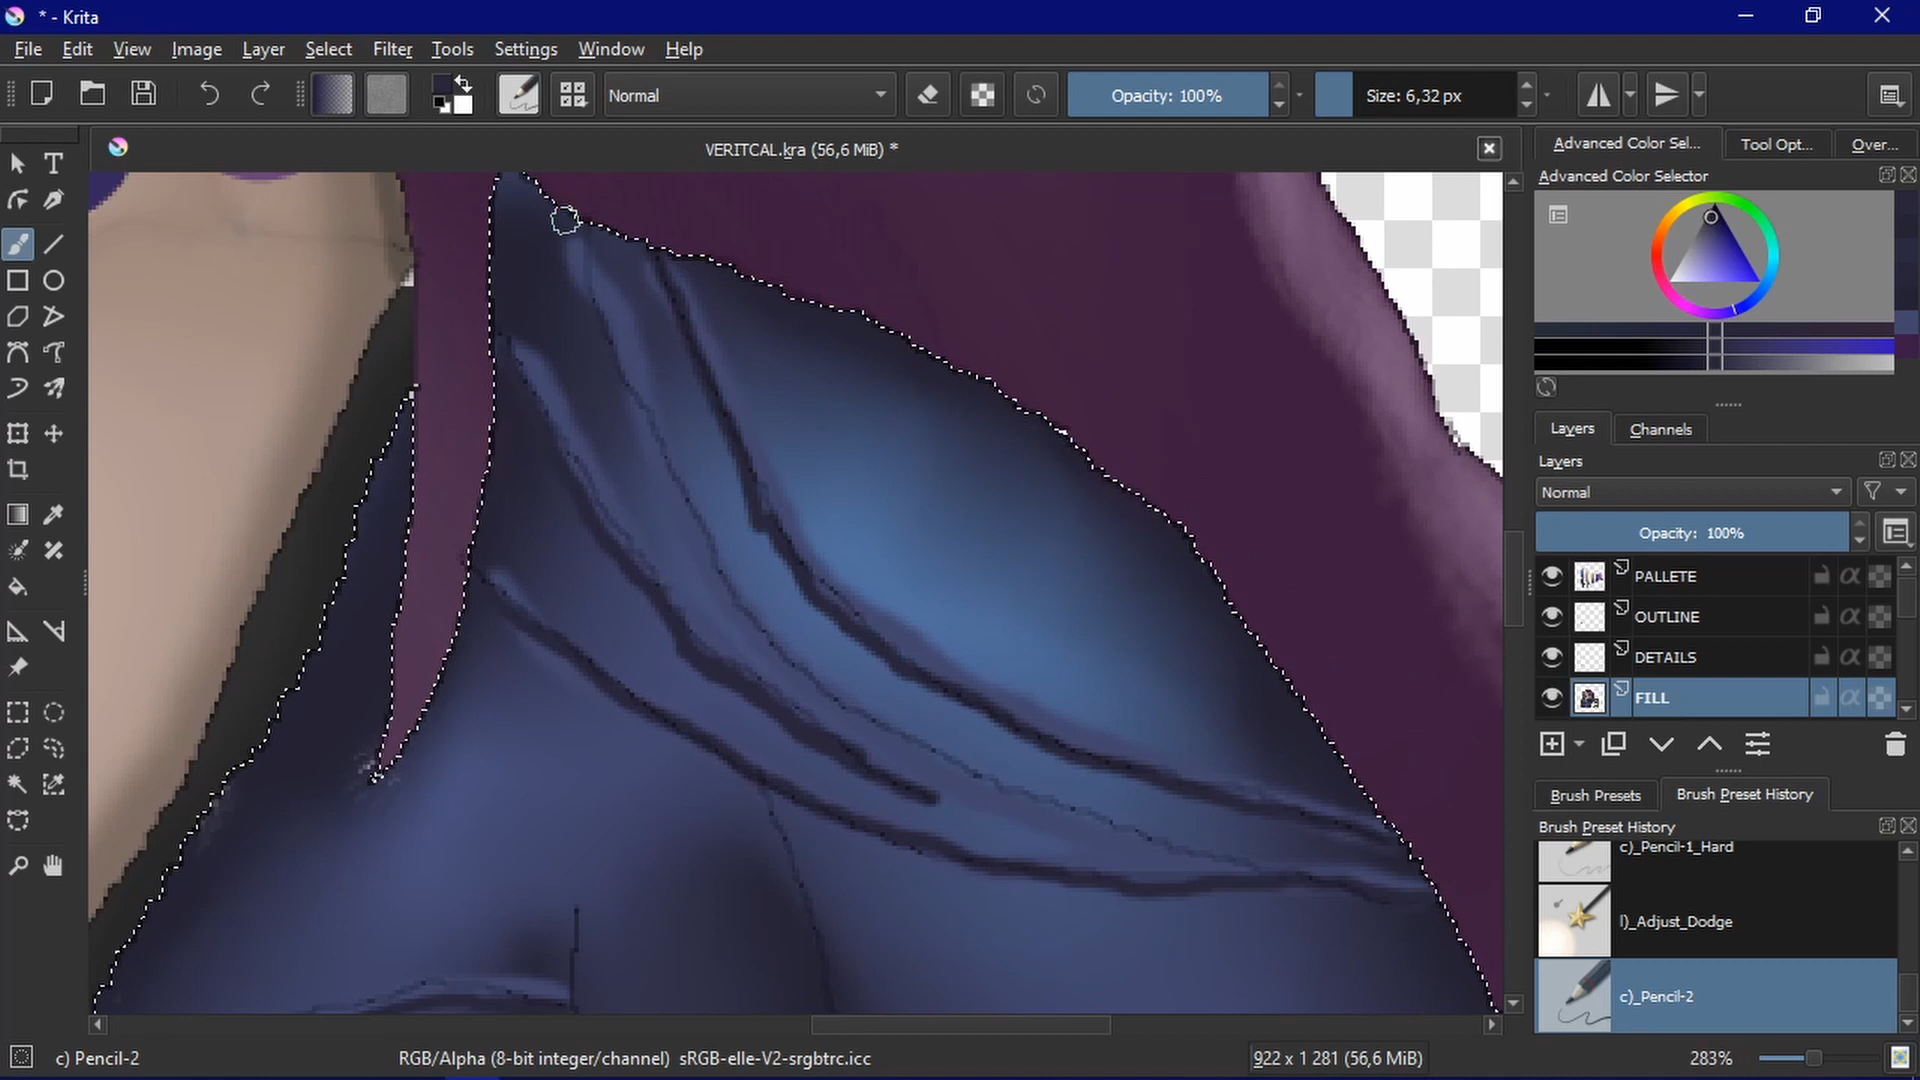 * - Krita
File Edit View Image Layer Select Filter Tools Settings Window Help
Normal Opacity: 100% Size: 6,32 px
VERITCAL.kra (56,6 MiB) *
Advanced Color Sel... Tool Opt... Over...
Advanced Color Selector
Layers Channels
Layers
Normal
Opacity: 100%
PALLETE
OUTLINE
DETAILS
FILL
Brush Presets Brush Preset History
Brush Preset History
c)_Pencil-1_Hard
l)_Adjust_Dodge
c)_Pencil-2
c) Pencil-2 RGB/Alpha (8-bit integer/channel) sRGB-elle-V2-srgbtrc.icc 922 x 1 281 (56,6 MiB) 283%